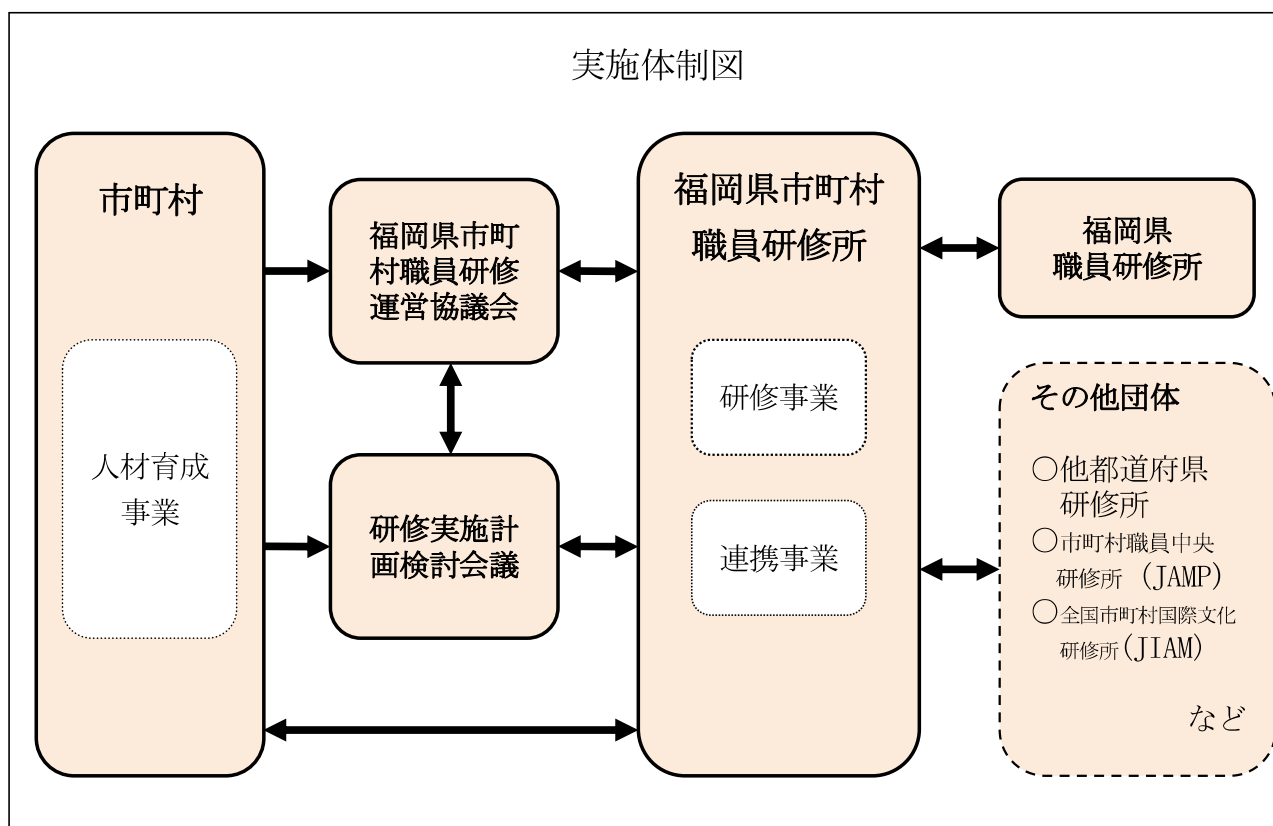 実施体制図
市町村
人材育成
事業
福岡県市町
村職員研修
運営協議会
研修実施計
画検討会議
福岡県市町村
職員研修所
研修事業
連携事業
福岡県
職員研修所
その他団体
○他都道府県
研修所
○市町村職員中央
研修所 (JAMP)
○全国市町村国際文化
研修所(JIAM)
など